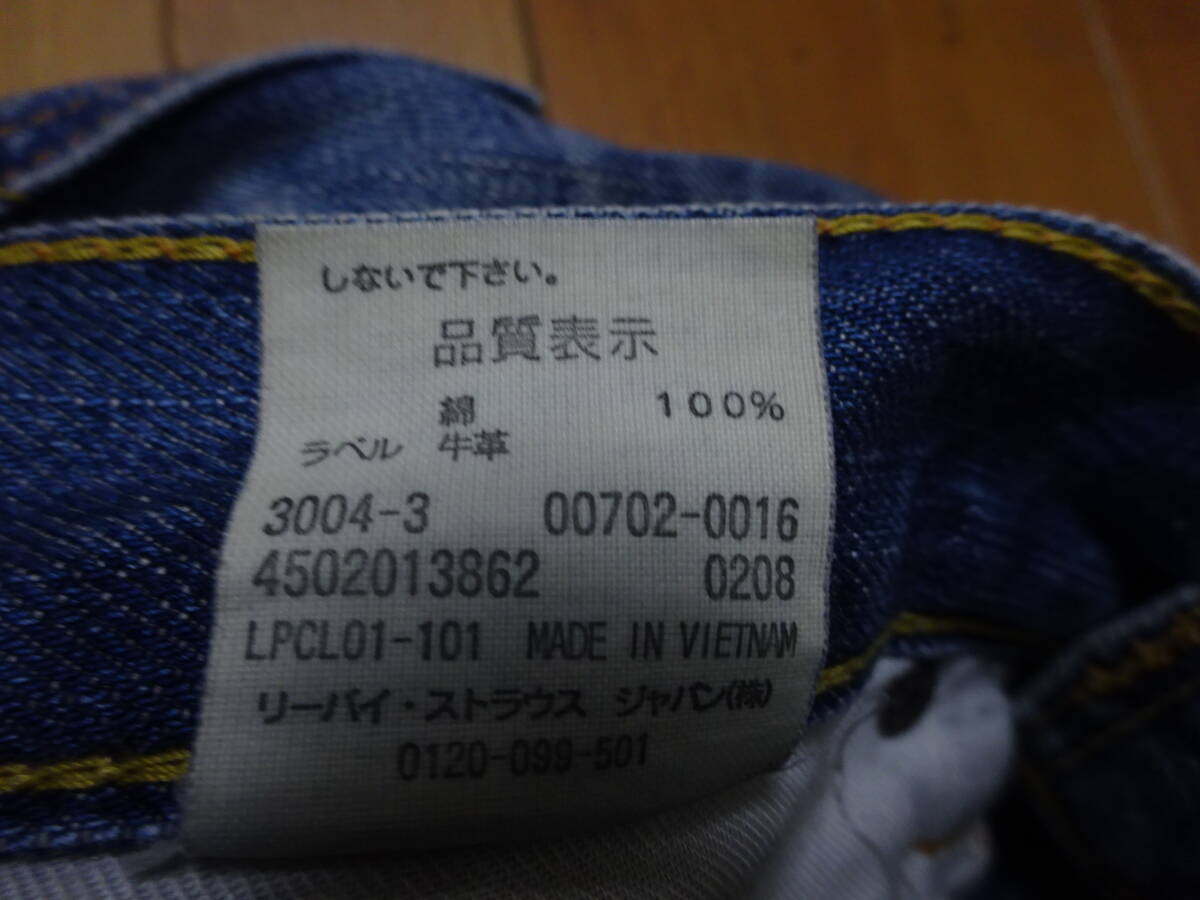 しないで下さい。
品質表示
綿 100%
ラベル 牛革
3004-3 00702-0016
4502013862 0208
LPCL01-101 MADE IN VIETNAM
リーバイ・ストラウス ジャパン(株)
0120-099-501